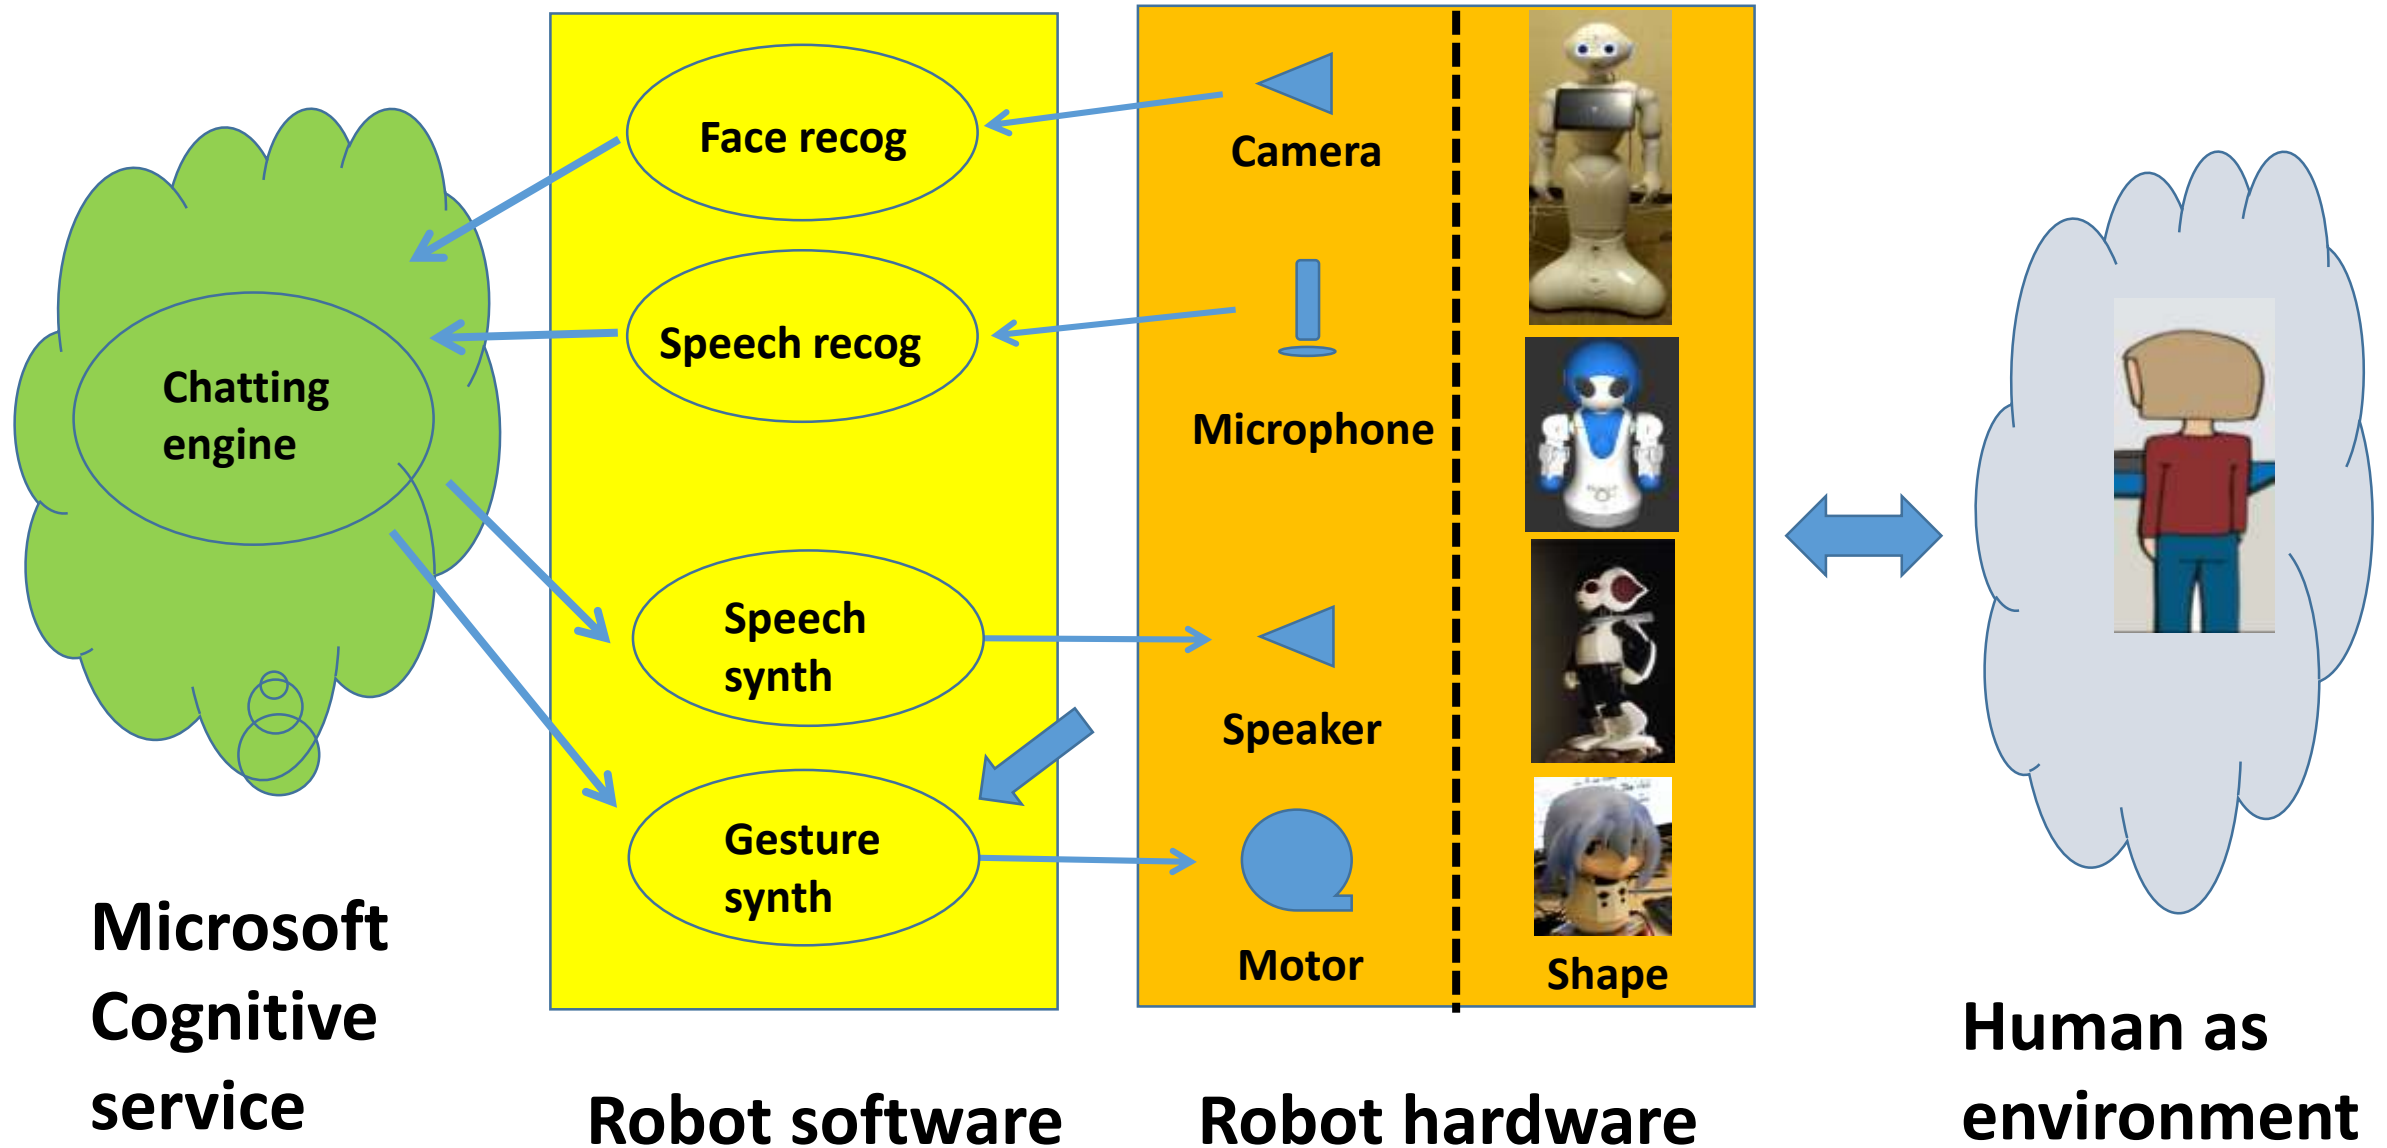 Face recog
Speech recog
Chatting
engine
Speech
synth
Gesture
synth
Camera
Microphone
Speaker
Motor
Shape
Microsoft
Cognitive
service
Robot software
Robot hardware
Human as
environment